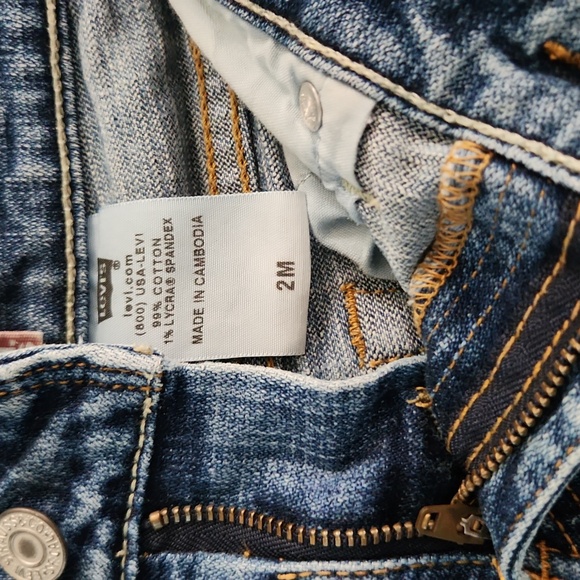 LEVI'S ®
levi.com
(800) USA-LEVI
99% COTTON
1% LYCRA® SPANDEX
MADE IN CAMBODIA
2M